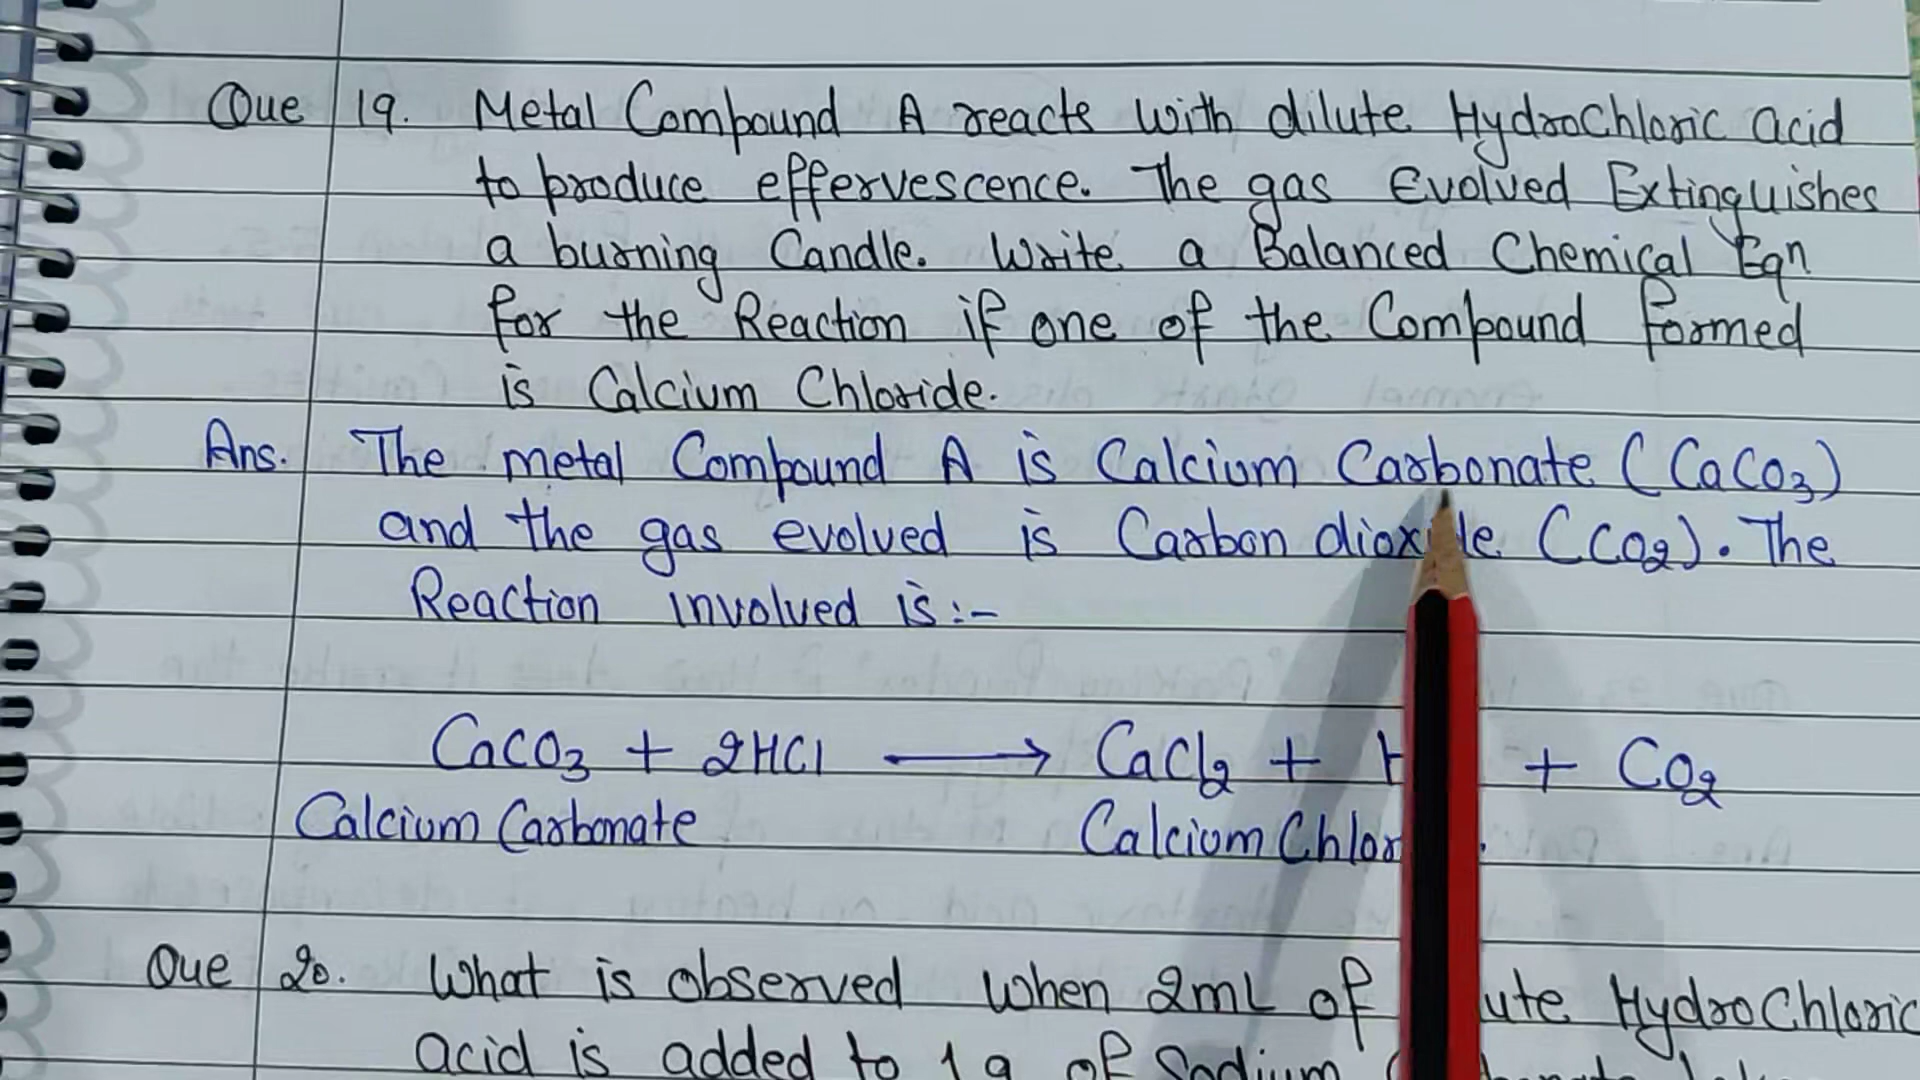 Que 19. Metal Compound A reacts with dilute HydroChloric acid
to produce effervescence. The gas Evolved Extinguishes
a burning Candle. Write a Balanced Chemical Eqn
for the Reaction if one of the Compound formed
is Calcium Chloride.
Ans. The metal Compound A is Calcium Carbonate (CaCO₃)
and the gas evolved is Carbon dioxide (CO₂). The
Reaction involved is:-
CaCO₃ + 2HCl ⟶ CaCl₂ + + CO₂
Calcium Carbonate Calcium
Que 20. What is observed when 2mL of HydroChloric
acid is added to 1g of Sodium